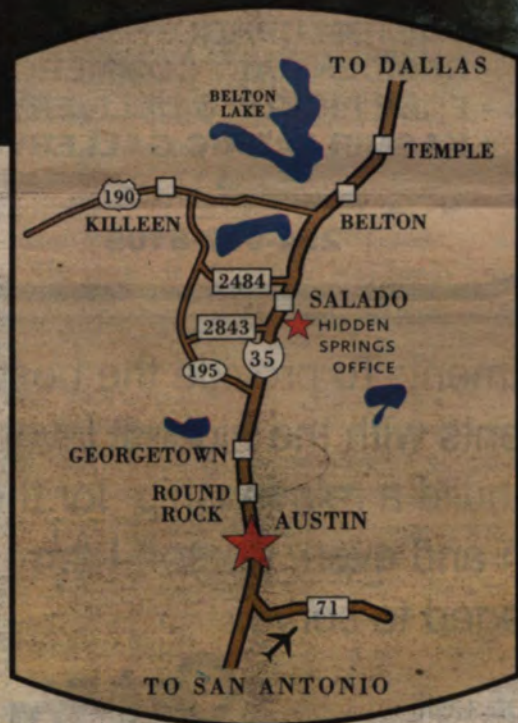 TO DALLAS
BELTON
LAKE
TEMPLE
190
KILLEEN
BELTON
2484
SALADO
HIDDEN
SPRINGS
OFFICE
2843
35
195
GEORGETOWN
ROUND
ROCK
AUSTIN
71
TO SAN ANTONIO